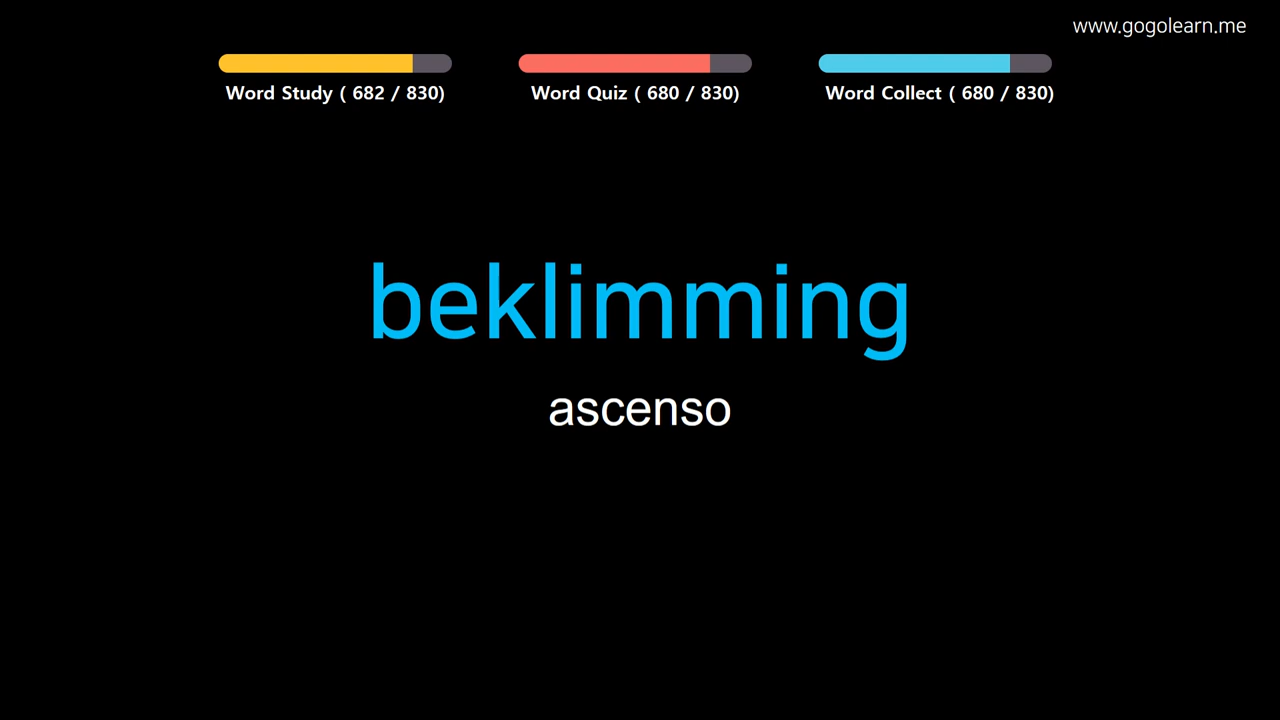 www.gogolearn.me
Word Study ( 682 / 830)
Word Quiz ( 680 / 830)
Word Collect ( 680 / 830)
beklimming
ascenso